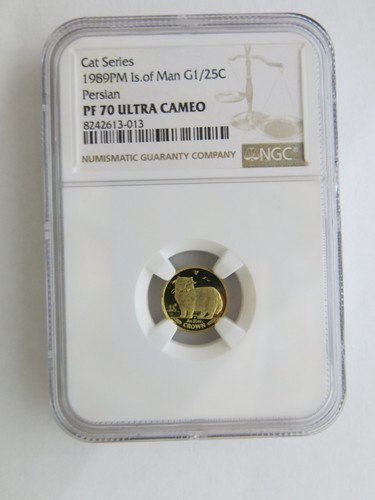 Cat Series
1989PM Is.of Man G1/25C
Persian
PF 70 ULTRA CAMEO
8242613-013
NUMISMATIC GUARANTY COMPANY
NGC
CROWN